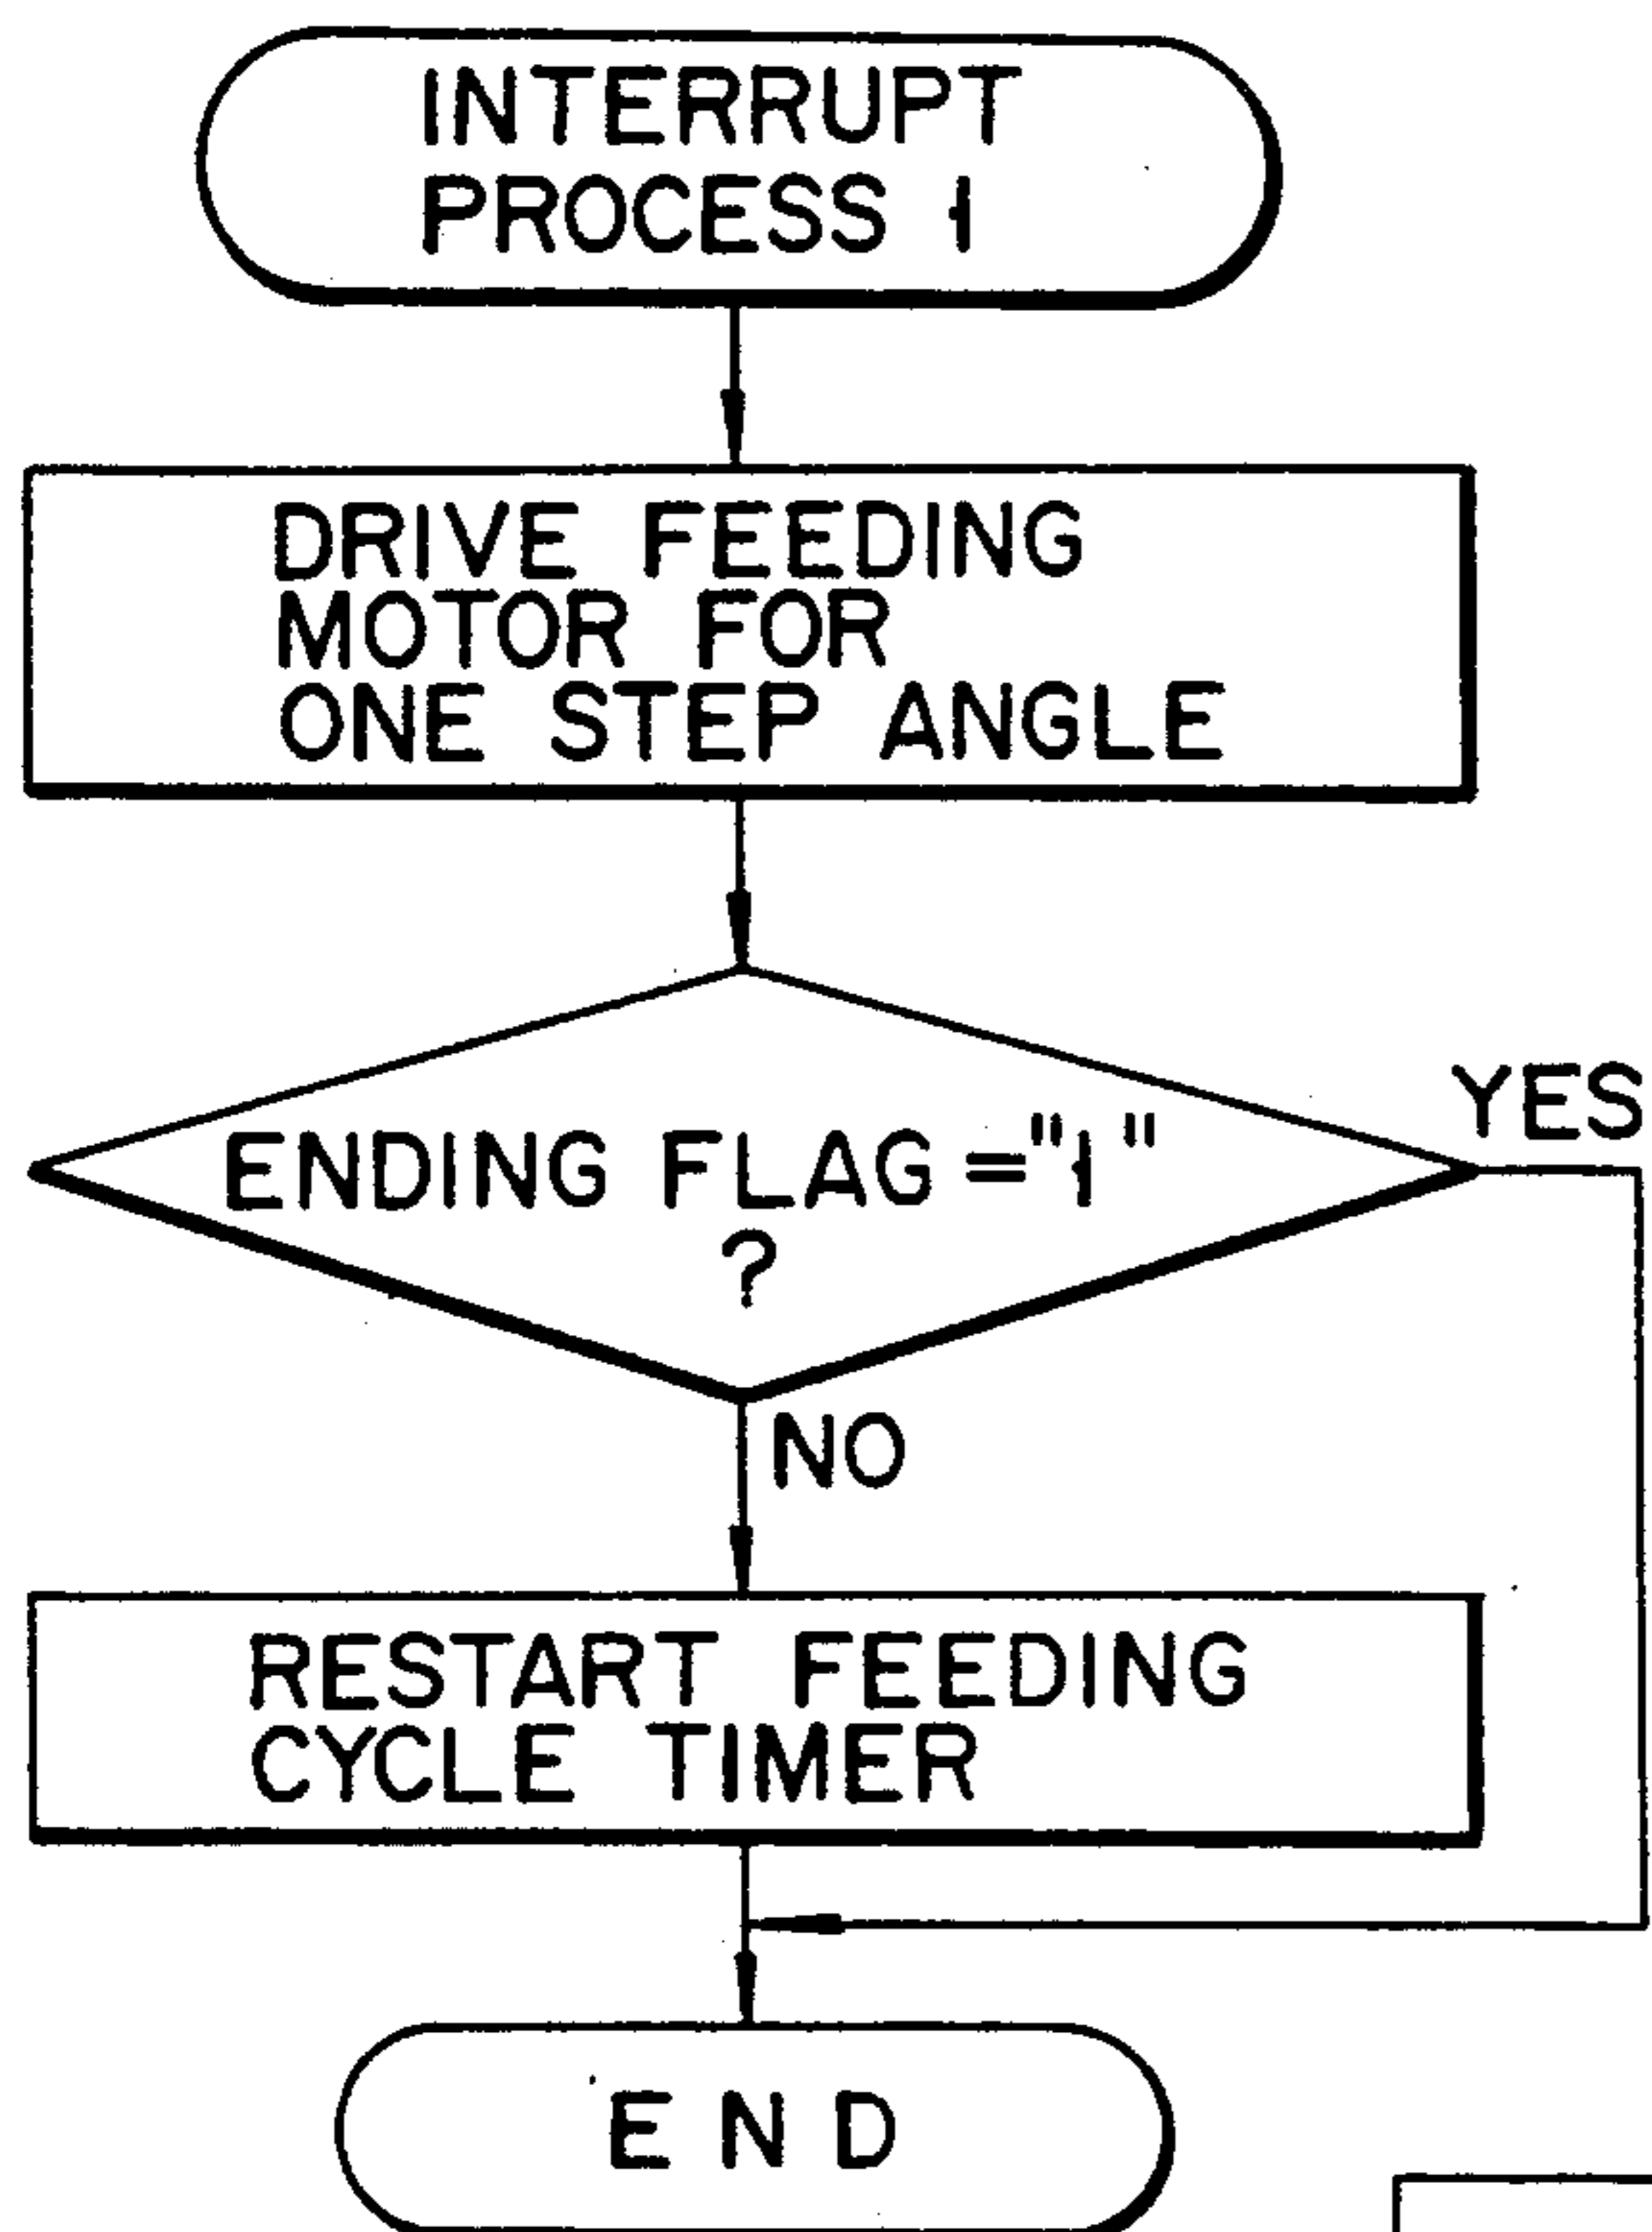 INTERRUPT
PROCESS 1
DRIVE FEEDING
MOTOR FOR
ONE STEP ANGLE
YES
ENDING FLAG="1"
?
NO
RESTART FEEDING
CYCLE TIMER
END